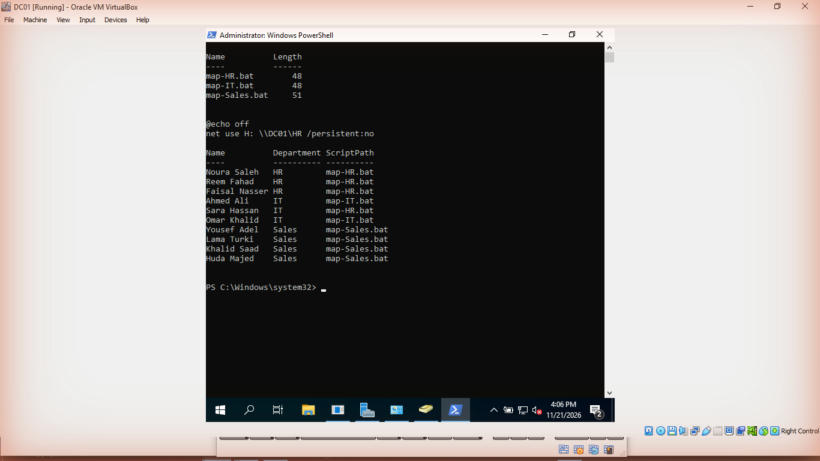 DC01 [Running] - Oracle VM VirtualBox
File Machine View Input Devices Help
Administrator: Windows PowerShell
Name Length
---- ------
map-HR.bat 48
map-IT.bat 48
map-Sales.bat 51
@echo off
net use H: \\DC01\HR /persistent:no
Name Department ScriptPath
---- ---------- ----------
Noura Saleh HR map-HR.bat
Reem Fahad HR map-HR.bat
Faisal Nasser HR map-HR.bat
Ahmed Ali IT map-IT.bat
Sara Hassan IT map-HR.bat
Omar Khalid IT map-IT.bat
Yousef Adel Sales map-Sales.bat
Lama Turki Sales map-Sales.bat
Khalid Saad Sales map-Sales.bat
Huda Majed Sales map-Sales.bat
PS C:\Windows\system32>
4:06 PM
11/21/2026
2
Right Control